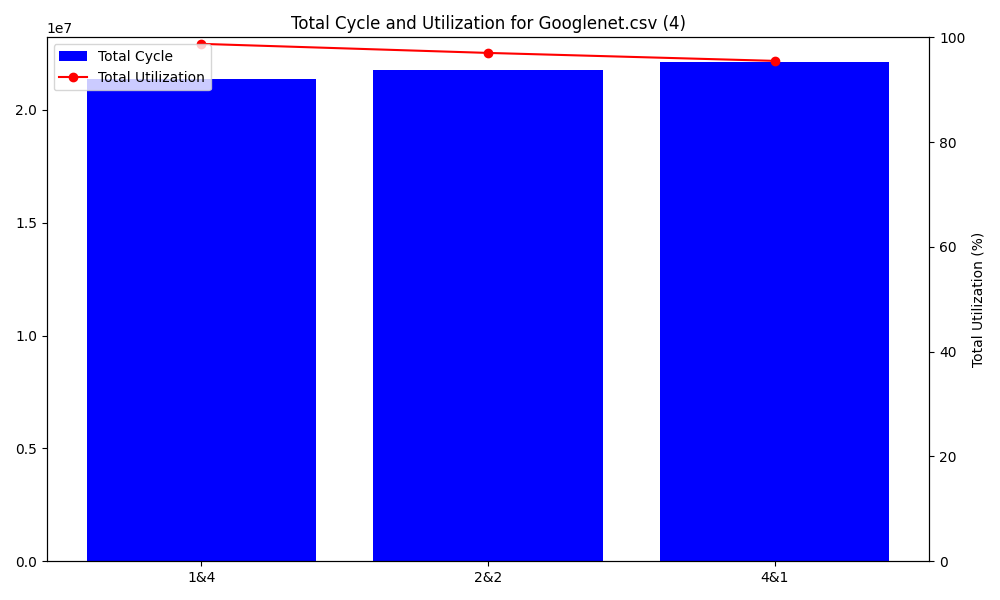 Total Cycle and Utilization for Googlenet.csv (4)
1e7
Total Cycle
Total Utilization
2.0
1.5
1.0
0.5
0.0
100
80
60
40
20
0
Total Utilization (%)
1&4
2&2
4&1